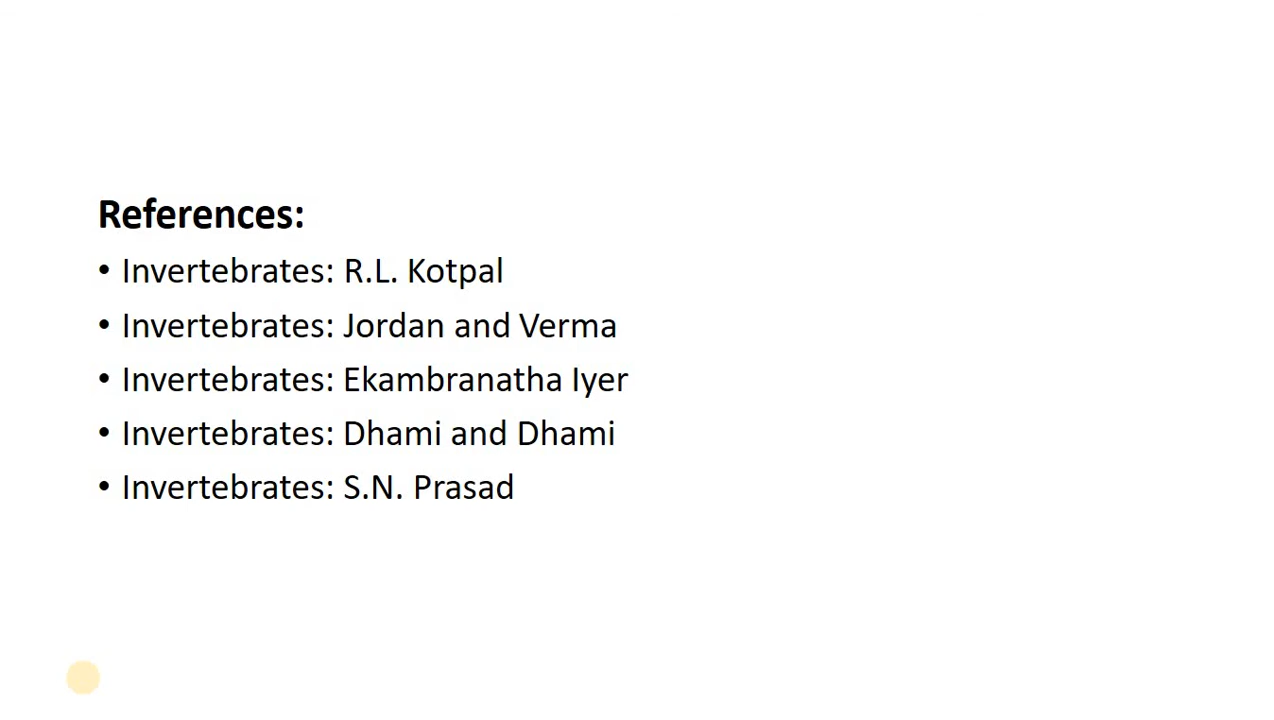 References:
• Invertebrates: R.L. Kotpal
• Invertebrates: Jordan and Verma
• Invertebrates: Ekambranatha Iyer
• Invertebrates: Dhami and Dhami
• Invertebrates: S.N. Prasad